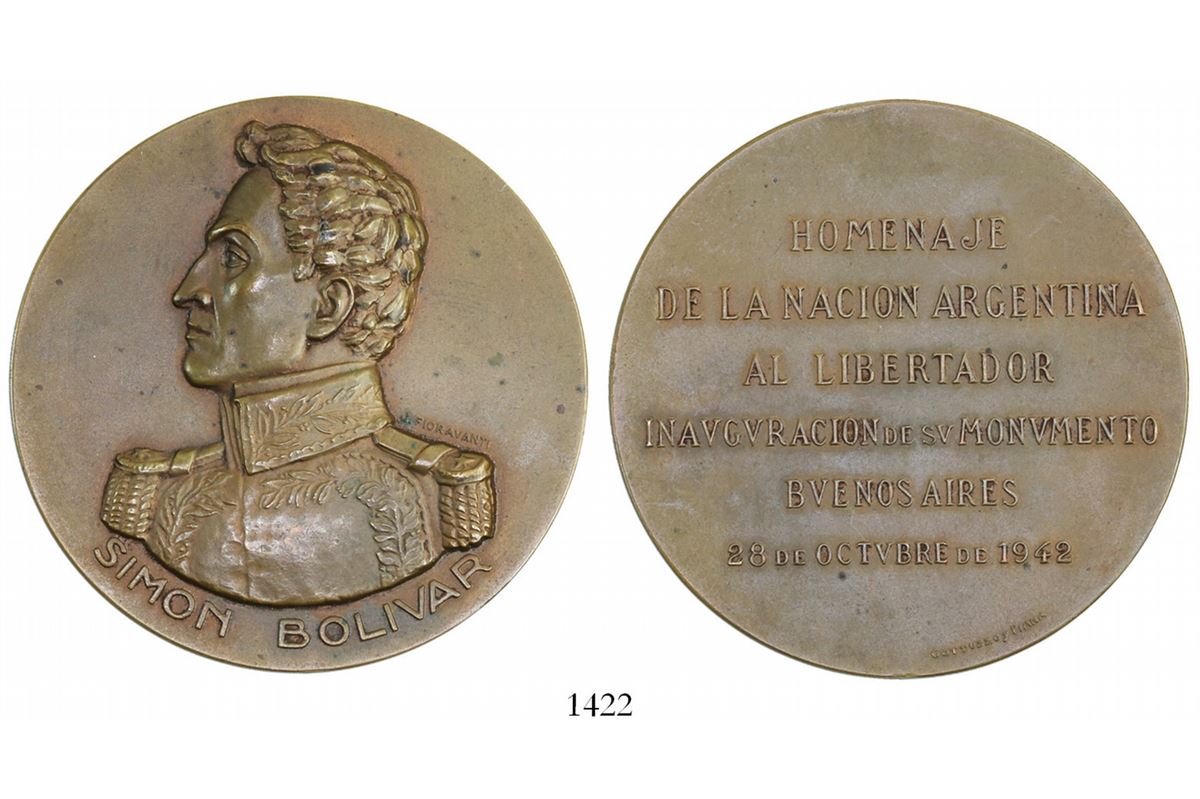 FIORAVANTI
SIMON BOLIVAR
HOMENAJE
DE LA NACION ARGENTINA
AL LIBERTADOR
INAVGVRACION DE SV MONVMENTO
BVENOS AIRES
28 DE OCTVBRE DE 1942
1422